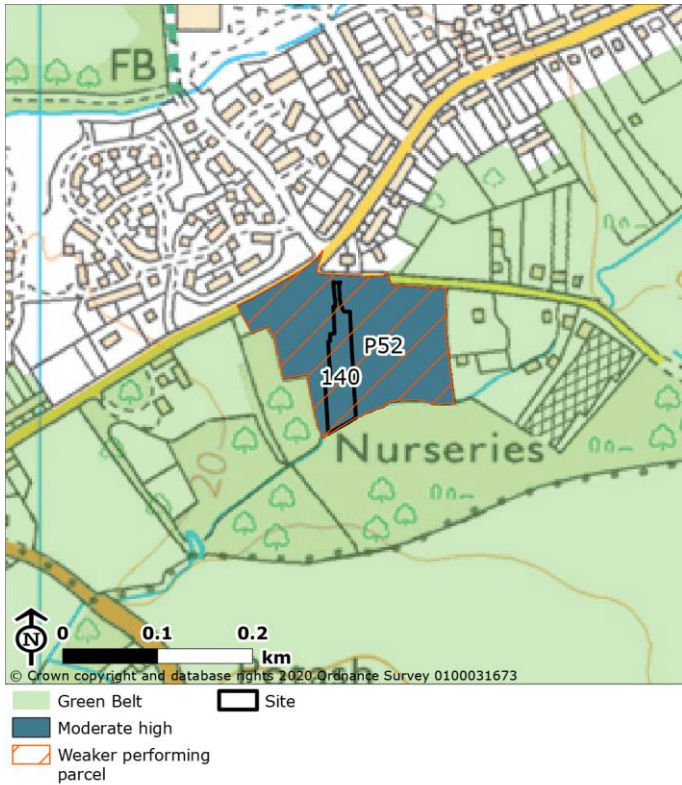 FB
P52
140
Nurseries
20
N
0 0.1 0.2
km
© Crown copyright and database rights 2020 Ordnance Survey 0100031673
Green Belt
Site
Moderate high
Weaker performing
parcel